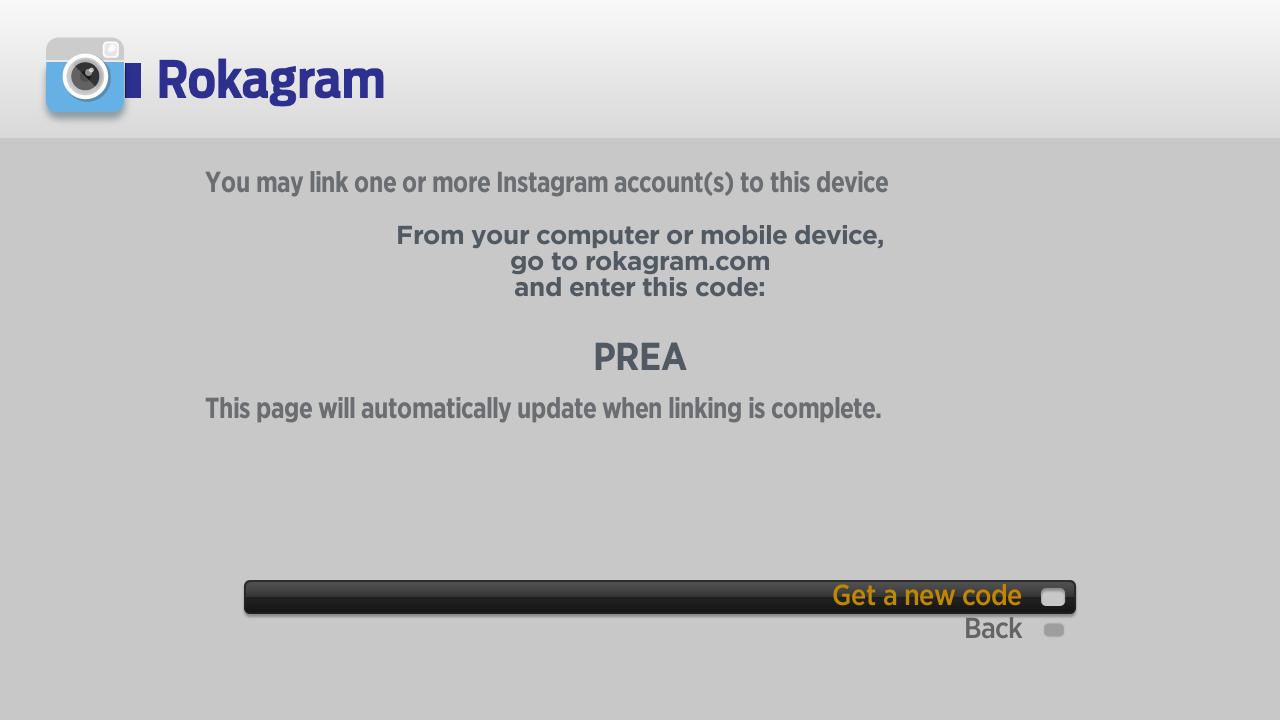 Rokagram
You may link one or more Instagram account(s) to this device
From your computer or mobile device,
go to rokagram.com
and enter this code:
PREA
This page will automatically update when linking is complete.
Get a new code
Back